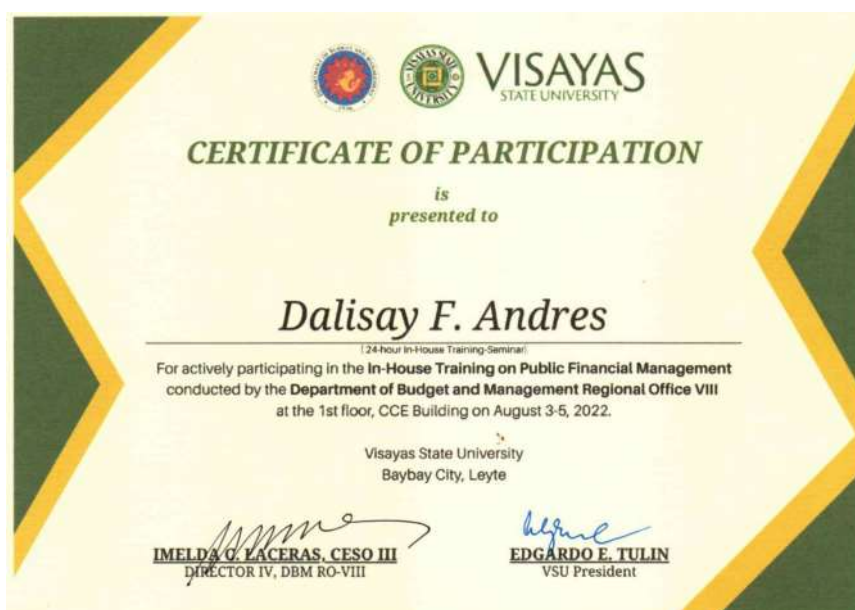 VISAYAS
STATE UNIVERSITY
CERTIFICATE OF PARTICIPATION
is
presented to
Dalisay F. Andres
(24-hour In-House Training-Seminar)
For actively participating in the In-House Training on Public Financial Management
conducted by the Department of Budget and Management Regional Office VIII
at the 1st floor, CCE Building on August 3-5, 2022.
Visayas State University
Baybay City, Leyte
IMELDA C. LACERAS, CESO III
DIRECTOR IV, DBM RO-VIII
EDGARDO E. TULIN
VSU President